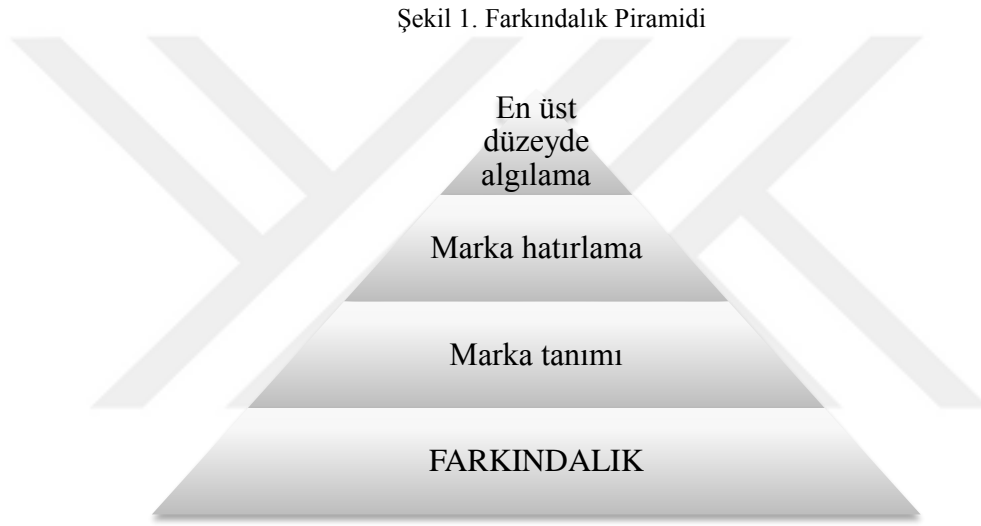 Şekil 1. Farkındalık Piramidi
En üst
düzeyde
algılama
Marka hatırlama
Marka tanımı
FARKINDALIK